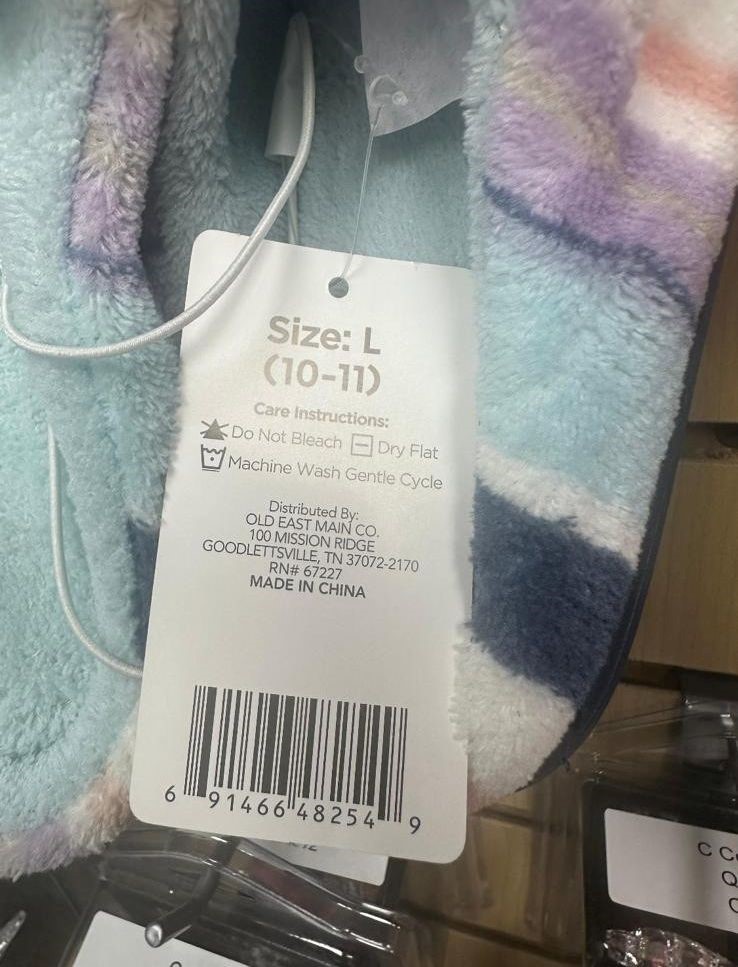 Size: L
(10-11)
Care Instructions:
Do Not Bleach Dry Flat
Machine Wash Gentle Cycle
Distributed By:
OLD EAST MAIN CO.
100 MISSION RIDGE
GOODLETTSVILLE, TN 37072-2170
RN# 67227
MADE IN CHINA
6 91466 48254 9